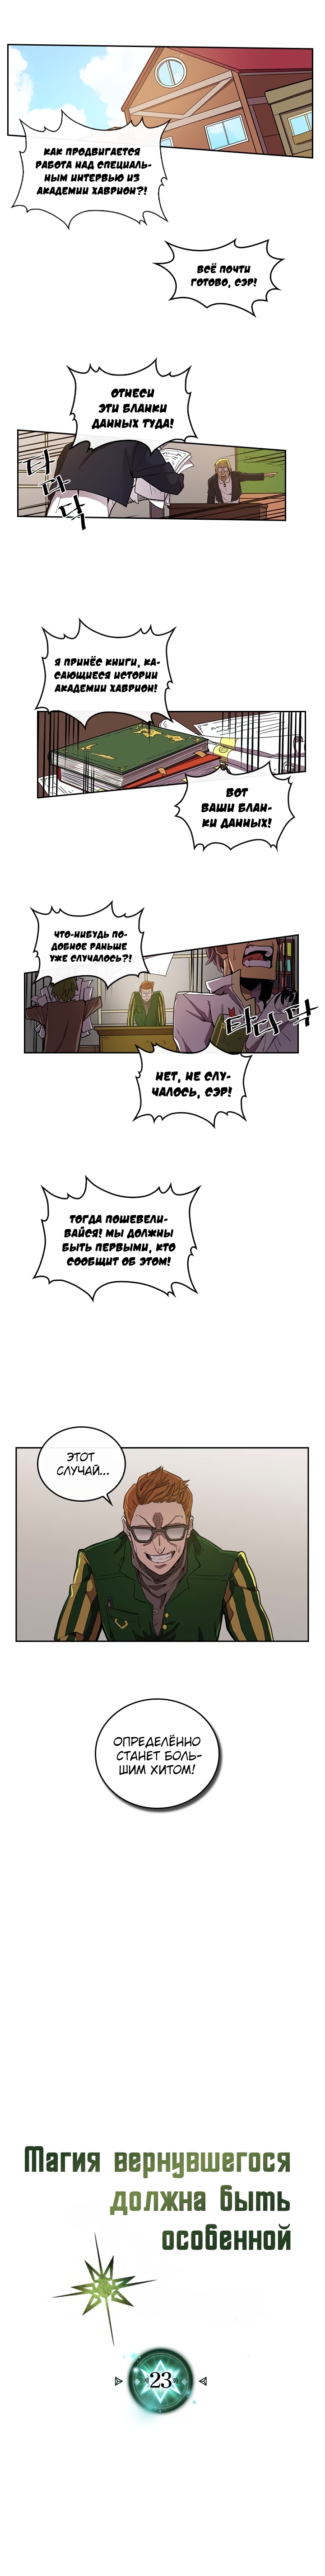 КАК ПРОДВИГАЕТСЯ
РАБОТА НАД СПЕЦИАЛЬ-
НЫМ ИНТЕРВЬЮ ИЗ
АКАДЕМИИ ХАВРИОН?!
ВСЁ ПОЧТИ
ГОТОВО, СЭР!
ОТНЕСИ
ЭТИ БЛАНКИ
ДАННЫХ ТУДА!
다
다
다
Я ПРИНЁС КНИГИ, КА-
САЮЩИЕСЯ ИСТОРИИ
АКАДЕМИИ ХАВРИОН!
ВОТ
ВАШИ БЛАН-
КИ ДАННЫХ!
ЧТО-НИБУДЬ ПО-
ДОБНОЕ РАНЬШЕ
УЖЕ СЛУЧАЛОСЬ?!
다다다
НЕТ, НЕ СЛУ-
ЧАЛОСЬ, СЭР!
ТОГДА ПОШЕВЕЛИ-
ВАЙСЯ! МЫ ДОЛЖНЫ
БЫТЬ ПЕРВЫМИ, КТО
СООБЩИТ ОБ ЭТОМ!
ЭТОТ
СЛУЧАЙ...
ОПРЕДЕЛЁННО
СТАНЕТ БОЛЬ-
ШИМ ХИТОМ!
Магия вернувшегося
должна быть
особенной
23